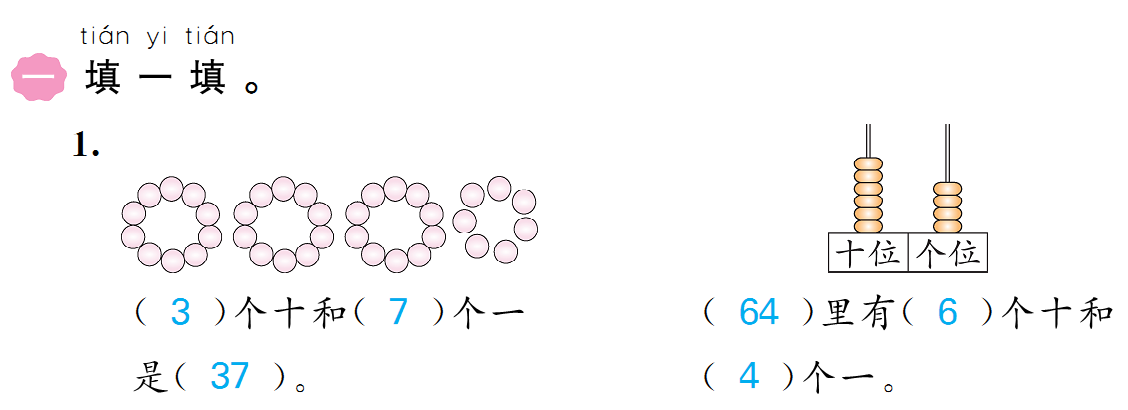 tián yi tián
一 填一填。
1.
十位 个位
( 3 )个十和( 7 )个一
是( 37 )。
( 64 )里有( 6 )个十和
( 4 )个一。